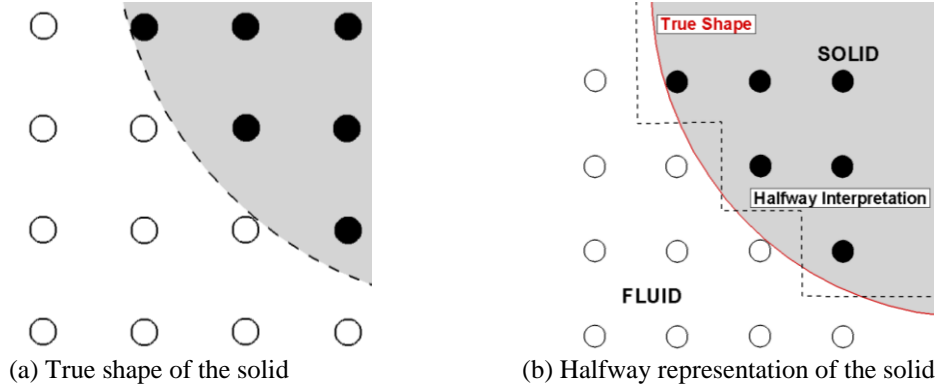 True Shape
SOLID
Halfway Interpretation
FLUID
(a) True shape of the solid
(b) Halfway representation of the solid